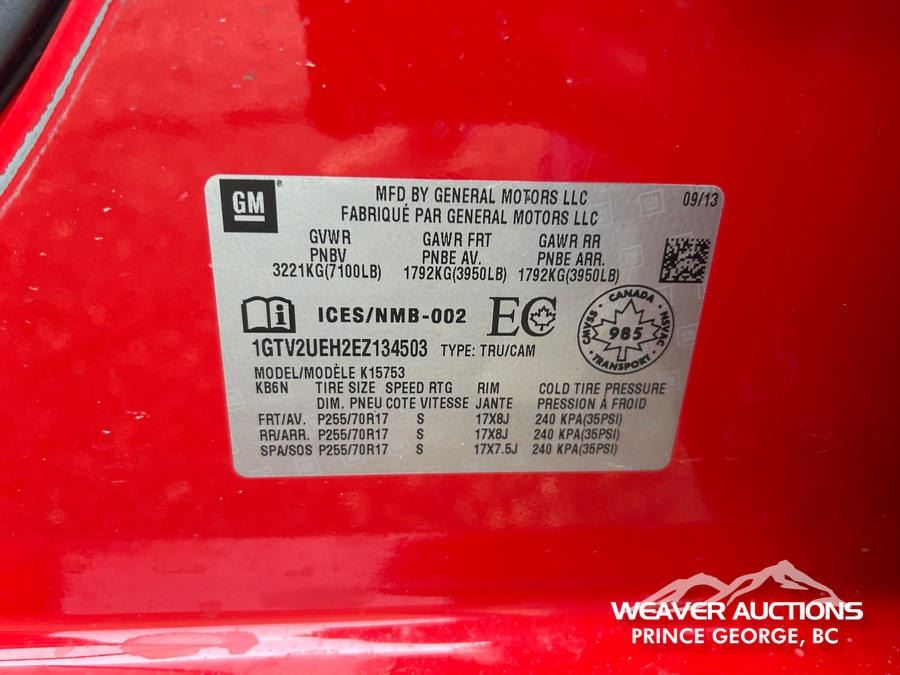 GM
MFD BY GENERAL MOTORS LLC 09/13
FABRIQUÉ PAR GENERAL MOTORS LLC
GVWR GAWR FRT GAWR RR
PNBV PNBE AV. PNBE ARR.
3221KG(7100LB) 1792KG(3950LB) 1792KG(3950LB)
i ICES/NMB-002 EC
CANADA
CMVSS 985 NSVAC
TRANSPORT
1GTV2UEH2EZ134503 TYPE: TRU/CAM
MODEL/MODÈLE K15753
KB6N TIRE SIZE SPEED RTG RIM COLD TIRE PRESSURE
DIM. PNEU COTE VITESSE JANTE PRESSION À FROID
FRT/AV. P255/70R17 S 17X8J 240 KPA(35PSI)
RR/ARR. P255/70R17 S 17X8J 240 KPA(35PSI)
SPA/SOS P255/70R17 S 17X7.5J 240 KPA(35PSI)
WEAVER AUCTIONS
PRINCE GEORGE, BC